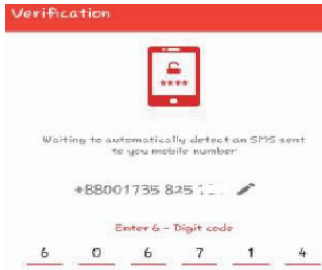 Verification
****
Waiting to automatically detect an SMS sent
to you mobile number
+88001735 825
Enter 6 - Digit code
6 0 6 7 1 4